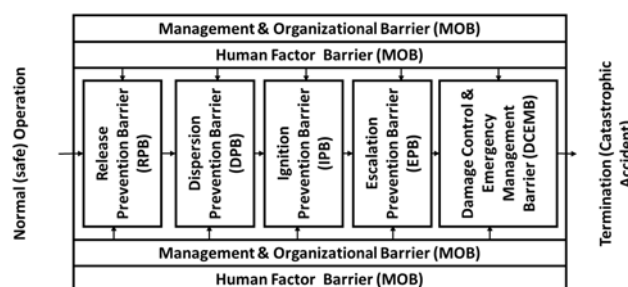 Management & Organizational Barrier (MOB)
Human Factor Barrier (MOB)
Normal (safe) Operation
Release
Prevention Barrier
(RPB)
Dispersion
Prevention Barrier
(DPB)
Ignition
Prevention Barrier
(IPB)
Escalation
Prevention Barrier
(EPB)
Damage Control &
Emergency
Management
Barrier (DCEMB)
Termination (Catastrophic
Accident)
Management & Organizational Barrier (MOB)
Human Factor Barrier (MOB)